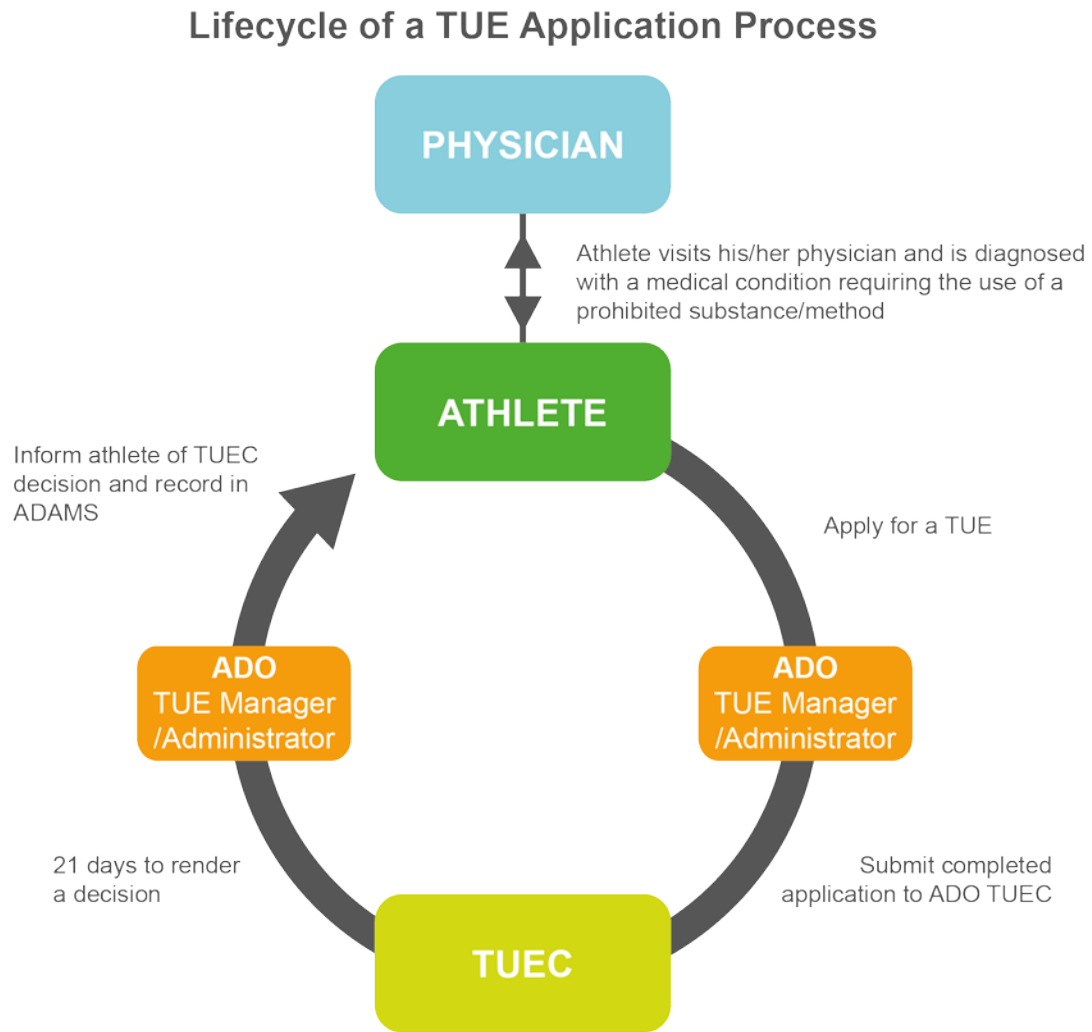 Lifecycle of a TUE Application Process
PHYSICIAN
Athlete visits his/her physician and is diagnosed
with a medical condition requiring the use of a
prohibited substance/method
ATHLETE
Inform athlete of TUEC
decision and record in
ADAMS
Apply for a TUE
ADO
TUE Manager
/Administrator
ADO
TUE Manager
/Administrator
21 days to render
a decision
Submit completed
application to ADO TUEC
TUEC